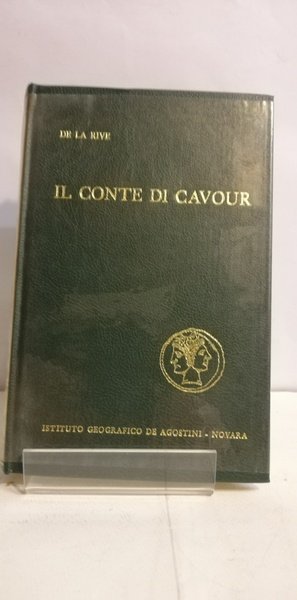 DE LA RIVE
IL CONTE DI CAVOUR
ISTITUTO GEOGRAFICO DE AGOSTINI - NOVARA